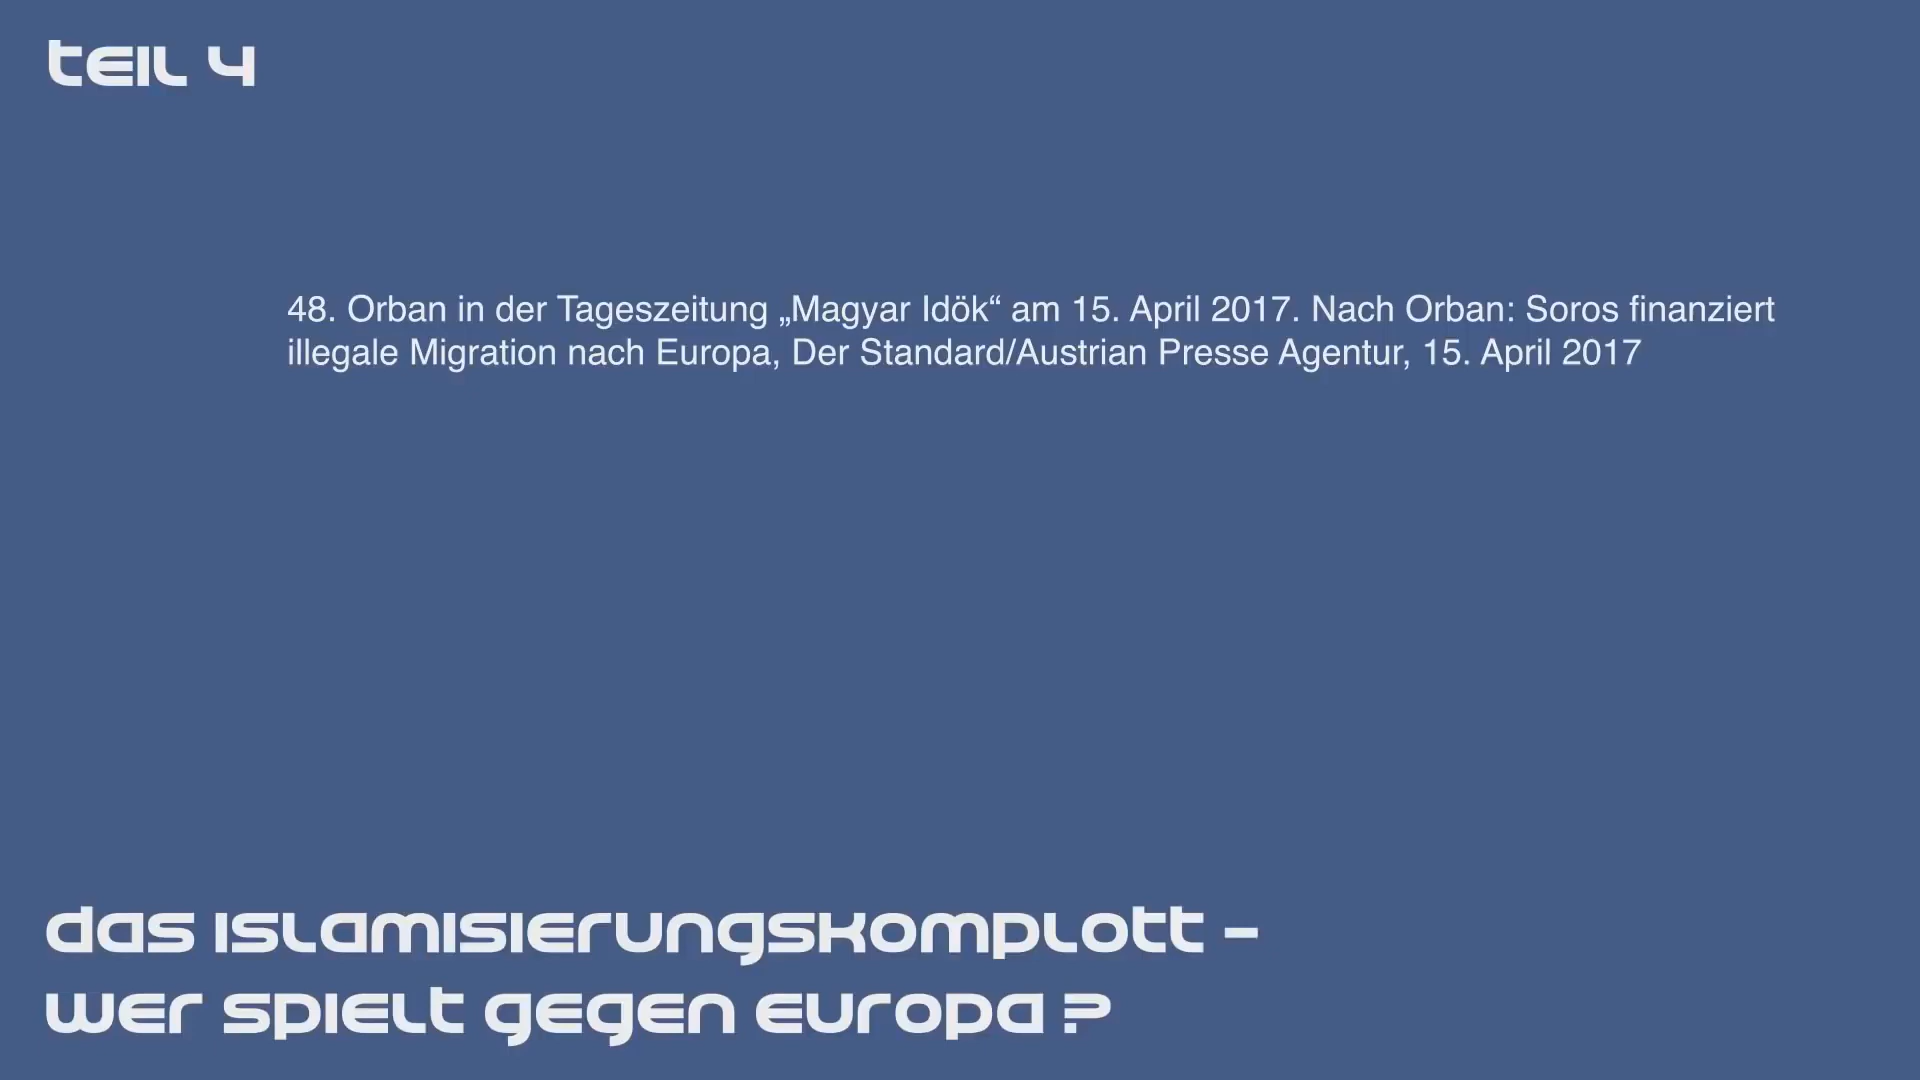 Teil 4
48. Orban in der Tageszeitung „Magyar Idök“ am 15. April 2017. Nach Orban: Soros finanziert
illegale Migration nach Europa, Der Standard/Austrian Presse Agentur, 15. April 2017
Das Islamisierungskomplott –
Wer spielt gegen Europa ?